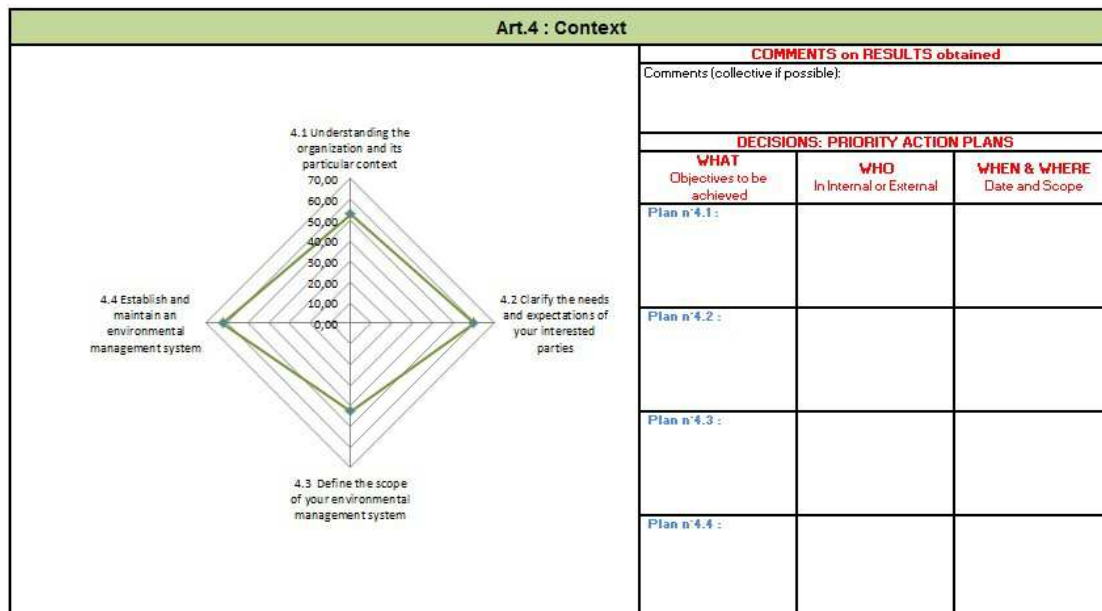 Art.4 : Context
4.1 Understanding the
organization and its
particular context
70,00
60,00
50,00
40,00
30,00
20,00
10,00
0,00
4.2 Clarify the needs
and expectations of
your interested
parties
4.3 Define the scope
of your environmental
management system
4.4 Establish and
maintain an
environmental
management system
COMMENTS on RESULTS obtained
Comments (collective if possible):
DECISIONS: PRIORITY ACTION PLANS
WHAT
Objectives to be
achieved
WHO
In Internal or External
WHEN & WHERE
Date and Scope
Plan n°4.1 :
Plan n°4.2 :
Plan n°4.3 :
Plan n°4.4 :